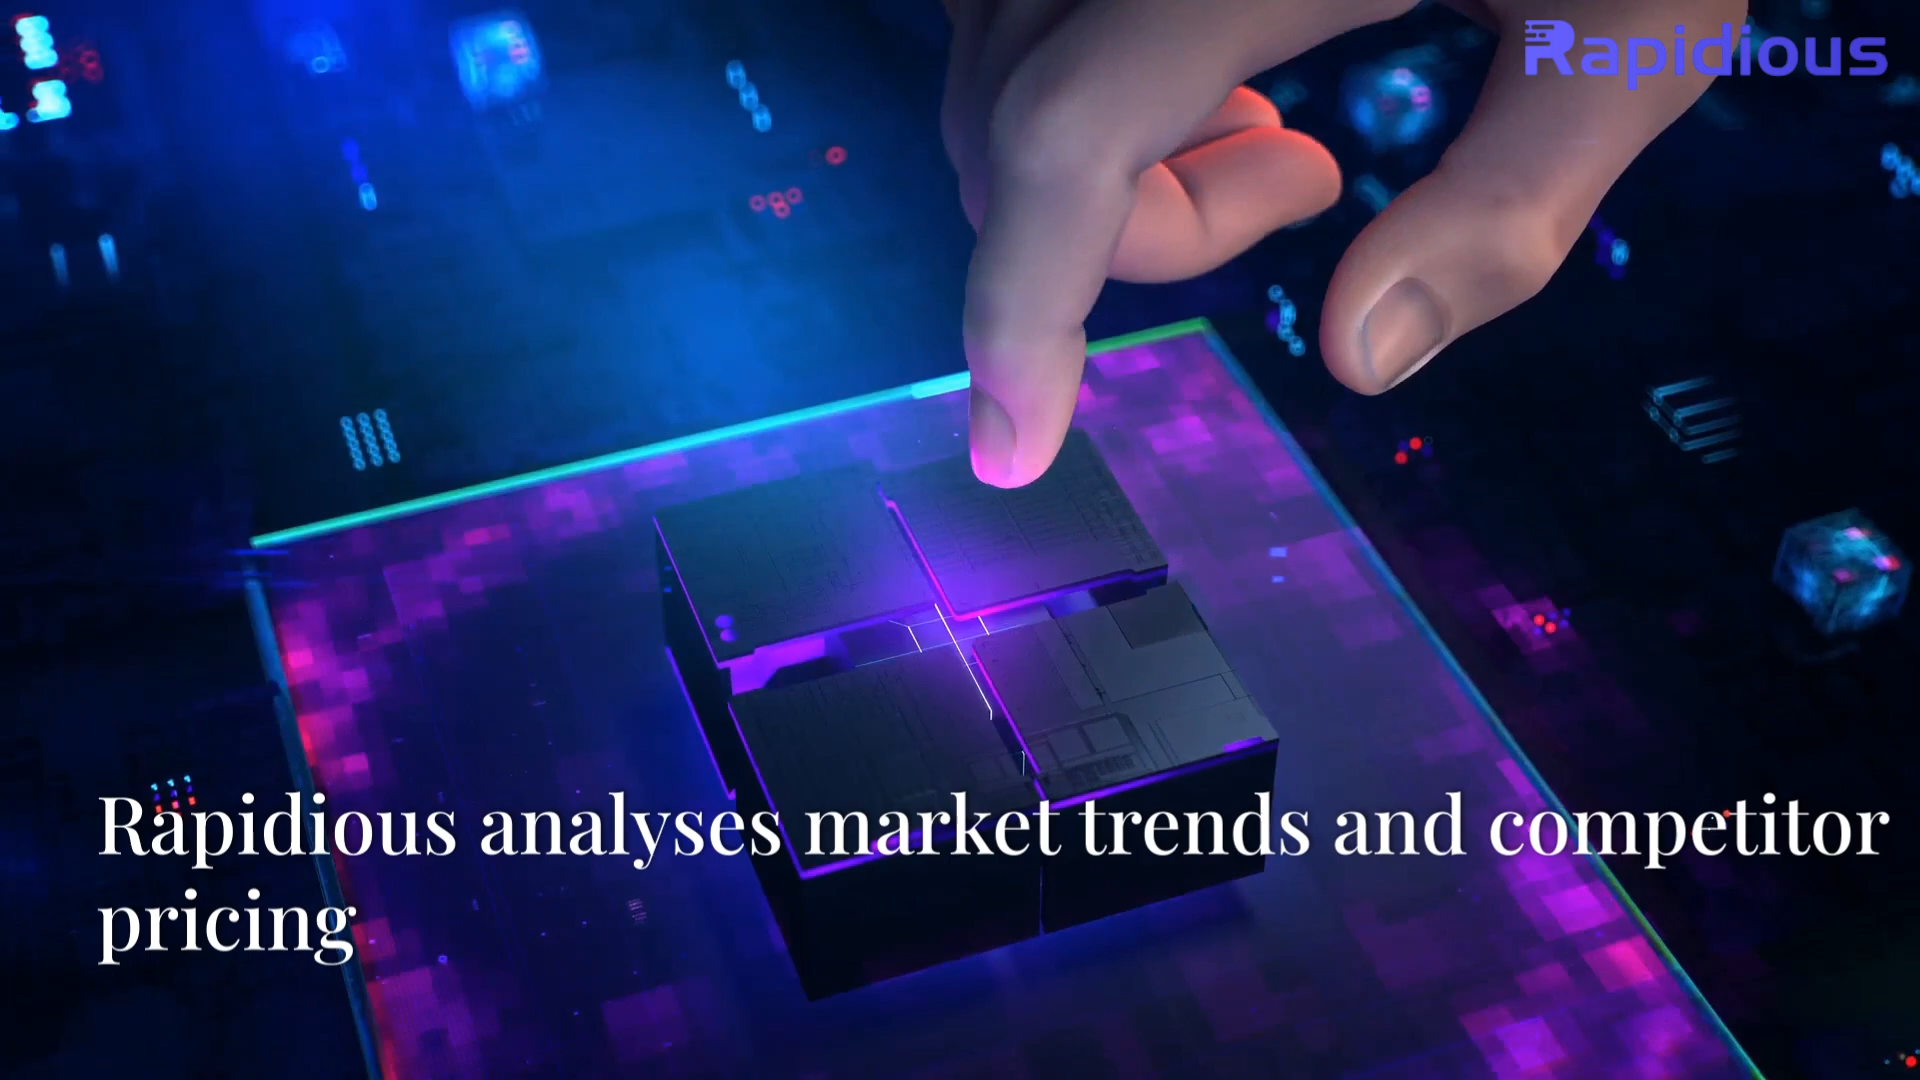 Rapidious
Rapidious analyses market trends and competitor
pricing